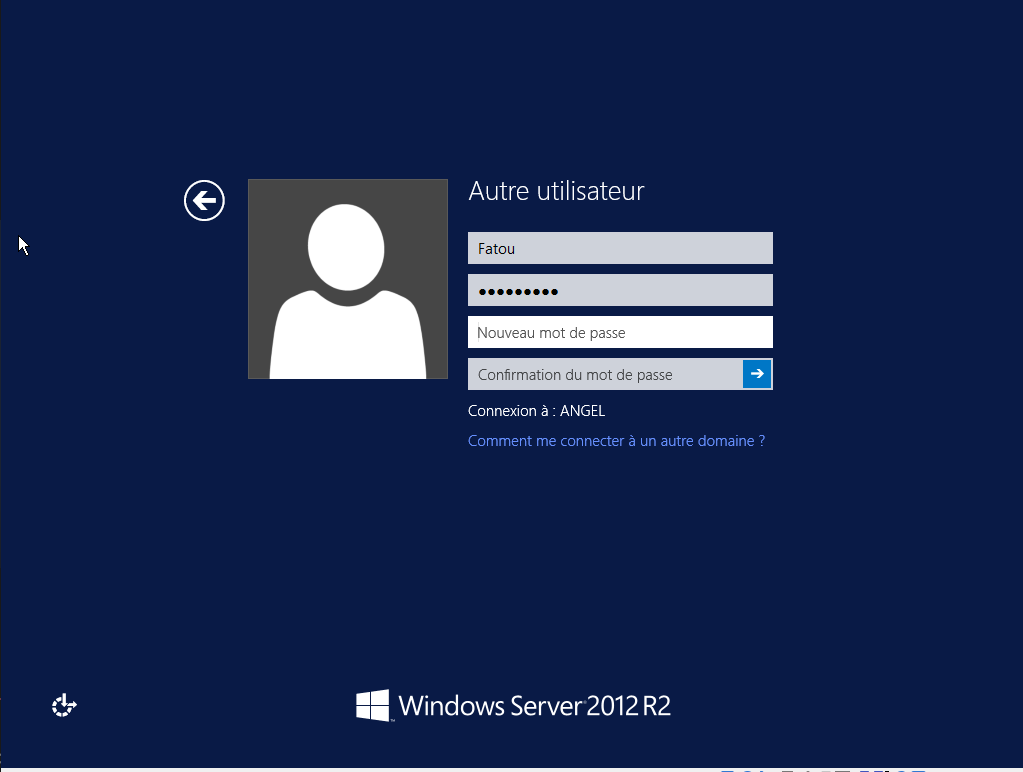 Autre utilisateur
Fatou
●●●●●●●●●
Nouveau mot de passe
Confirmation du mot de passe
Connexion à : ANGEL
Comment me connecter à un autre domaine ?
Windows Server 2012 R2